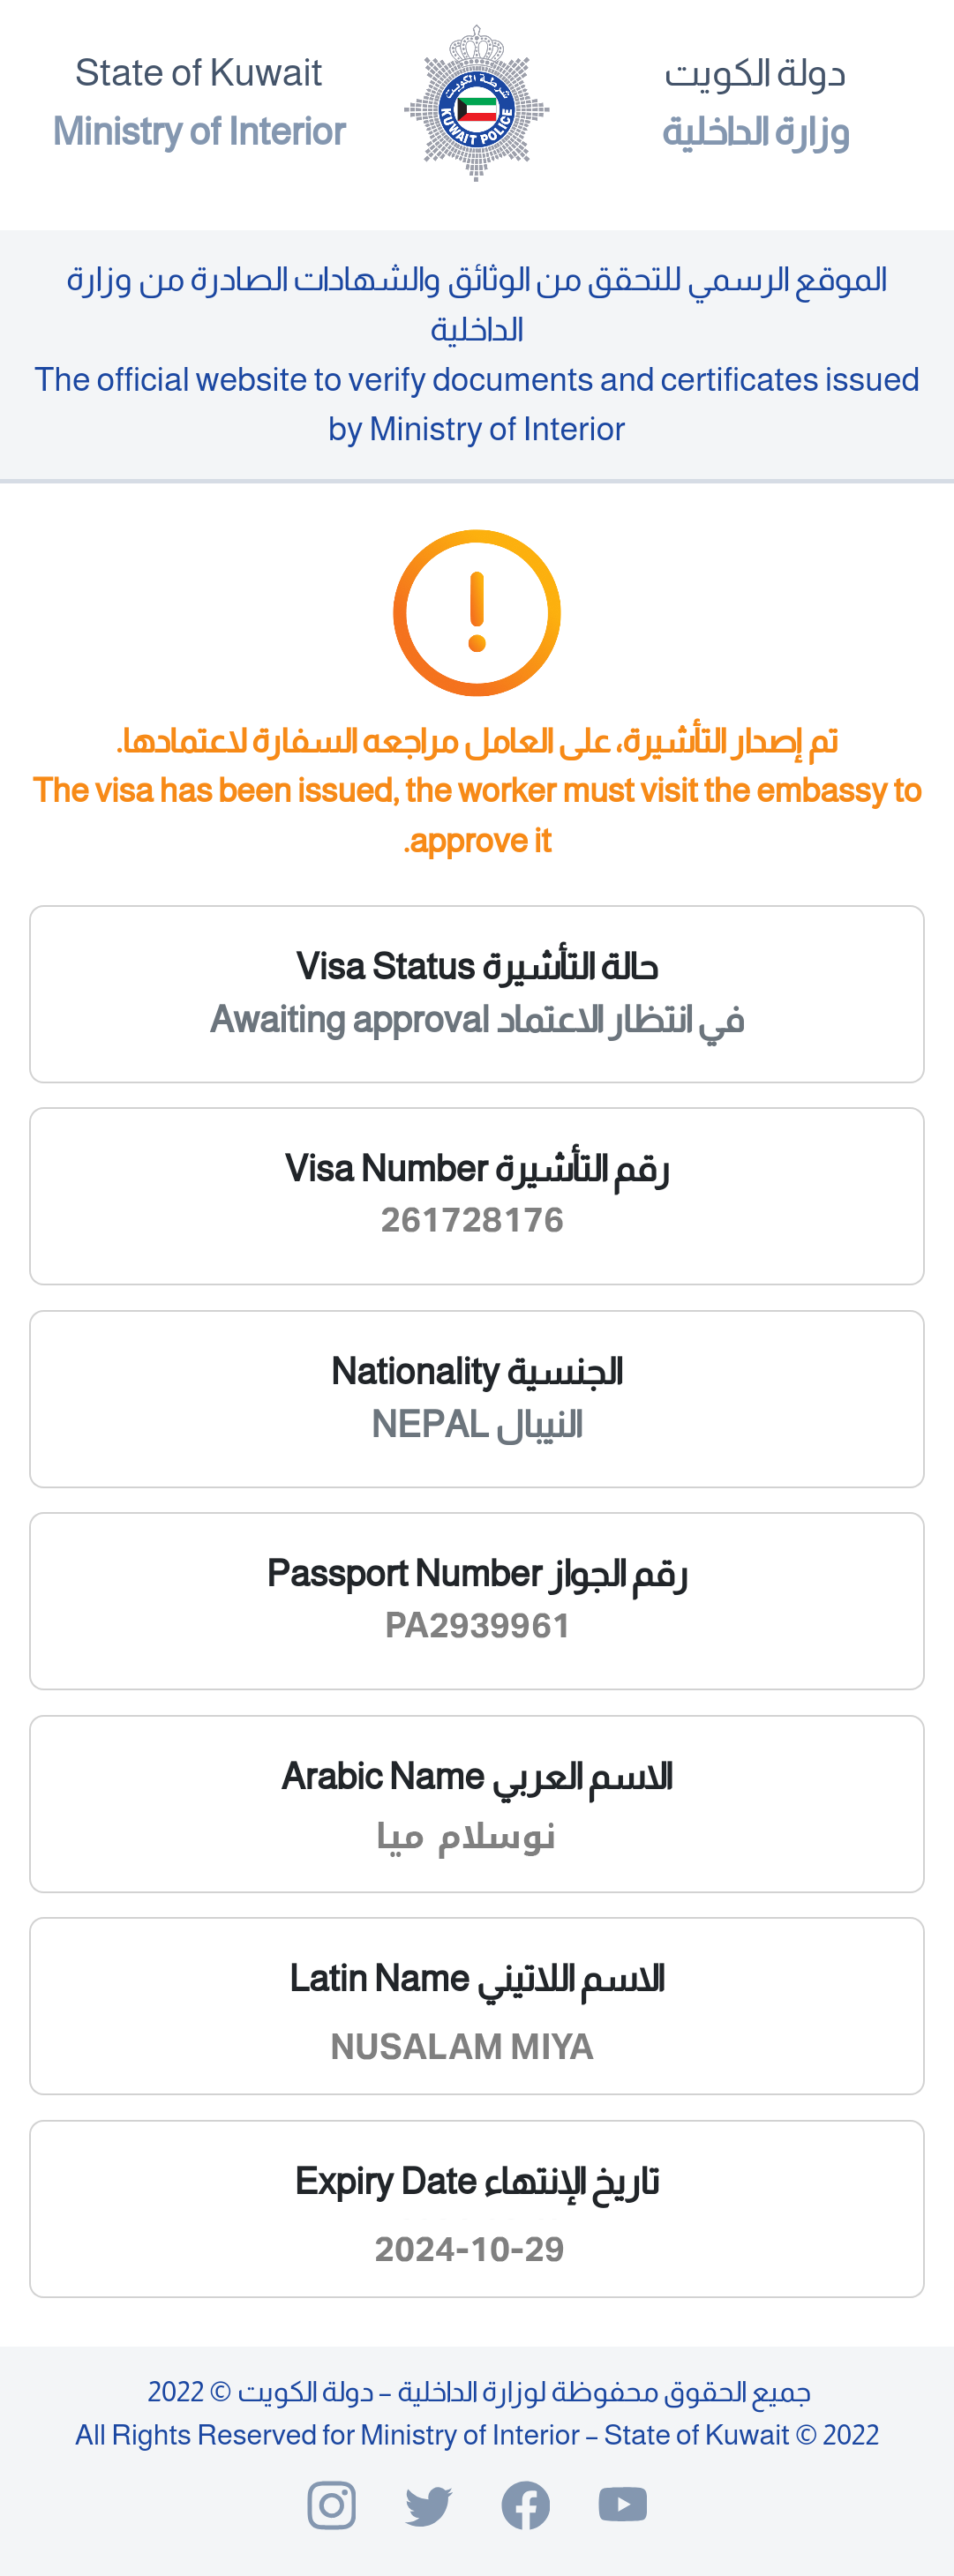 State of Kuwait
Ministry of Interior
شرطة الكويت
KUWAIT POLICE
دولة الكويت
وزارة الداخلية
الموقع الرسمي للتحقق من الوثائق والشهادات الصادرة من وزارة
الداخلية
The official website to verify documents and certificates issued
by Ministry of Interior
تم إصدار التأشيرة، على العامل مراجعه السفارة لاعتمادها.
The visa has been issued, the worker must visit the embassy to
.approve it
Visa Status حالة التأشيرة
Awaiting approval في انتظار الاعتماد
Visa Number رقم التأشيرة
261728176
Nationality الجنسية
NEPAL النيبال
Passport Number رقم الجواز
PA2939961
Arabic Name الاسم العربي
نوسلام ميا
Latin Name الاسم اللاتيني
NUSALAM MIYA
Expiry Date تاريخ الإنتهاء
2024-10-29
جميع الحقوق محفوظة لوزارة الداخلية – دولة الكويت © 2022
All Rights Reserved for Ministry of Interior – State of Kuwait © 2022